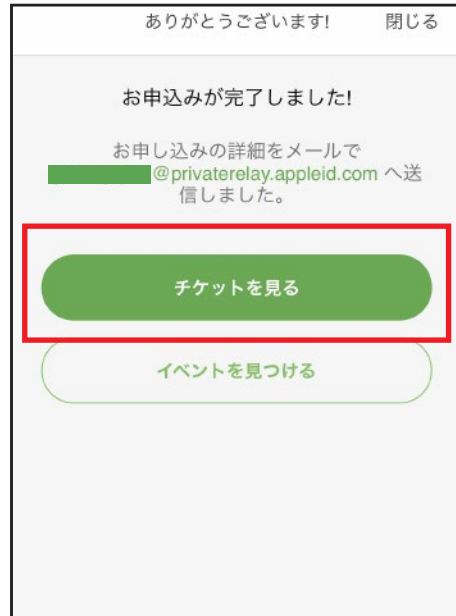 ありがとうございます!
閉じる
お申込みが完了しました!
お申し込みの詳細をメールで
@privaterelay.appleid.com へ送
信しました。
チケットを見る
イベントを見つける